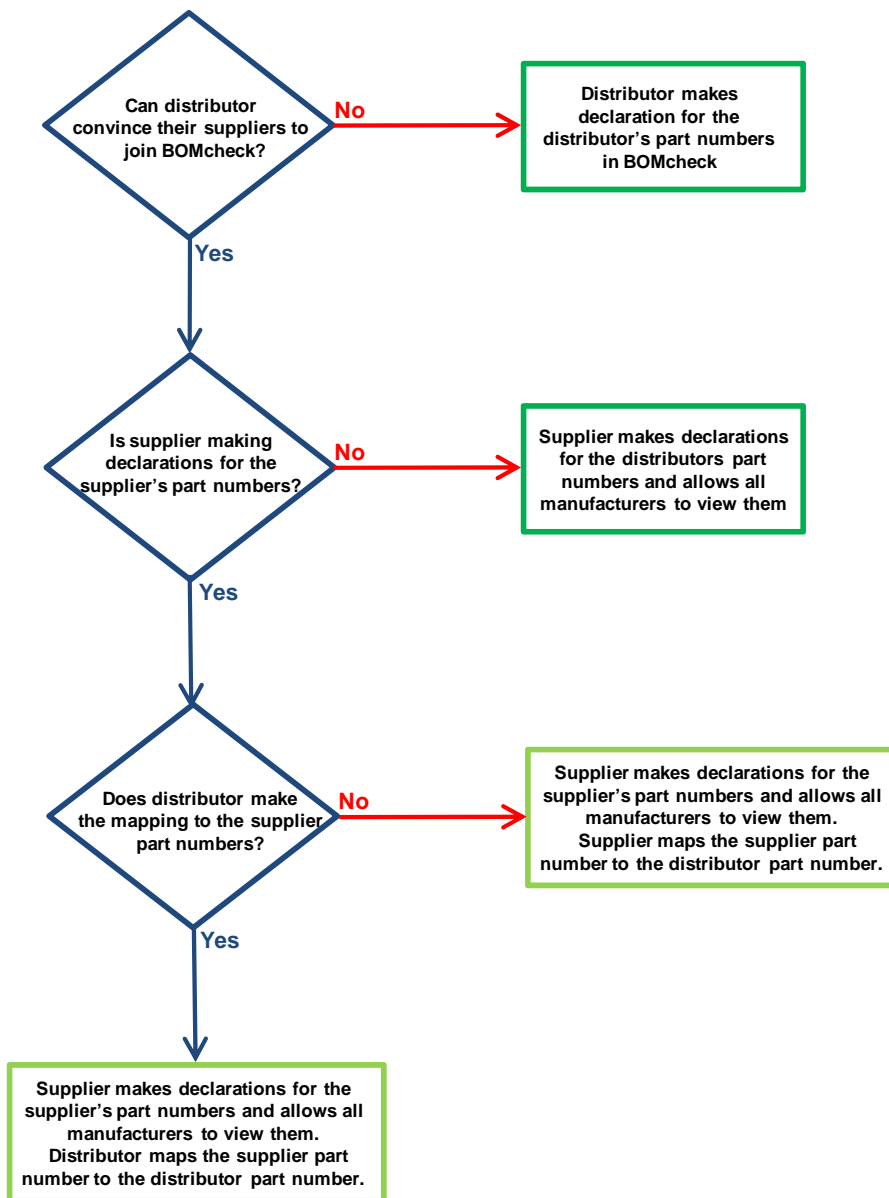 Can distributor
convince their suppliers to
join BOMcheck?
No
Distributor makes
declaration for the
distributor's part numbers
in BOMcheck
Yes
Is supplier making
declarations for the
supplier's part numbers?
No
Supplier makes declarations
for the distributors part
numbers and allows all
manufacturers to view them
Yes
Does distributor make
the mapping to the supplier
part numbers?
No
Supplier makes declarations for the
supplier's part numbers and allows all
manufacturers to view them.
Supplier maps the supplier part
number to the distributor part number.
Yes
Supplier makes declarations for the
supplier's part numbers and allows all
manufacturers to view them.
Distributor maps the supplier part
number to the distributor part number.